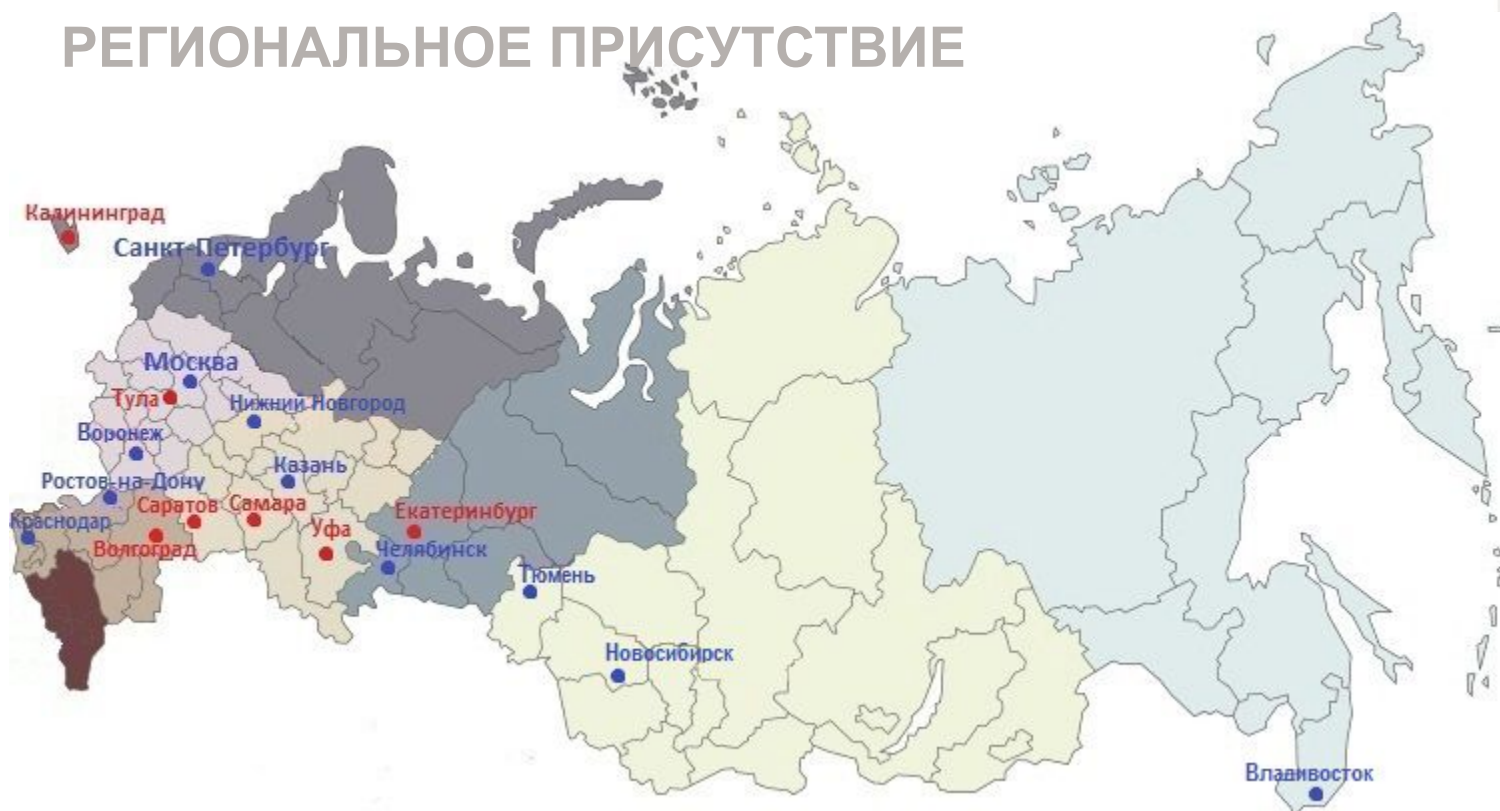 РЕГИОНАЛЬНОЕ ПРИСУТСТВИЕ
Калининград
Санкт-Петербург
Москва
Тула
Нижний Новгород
Воронеж
Казань
Ростов-на-Дону
Саратов
Самара
Екатеринбург
Краснодар
Уфа
Волгоград
Челябинск
Тюмень
Новосибирск
Владивосток